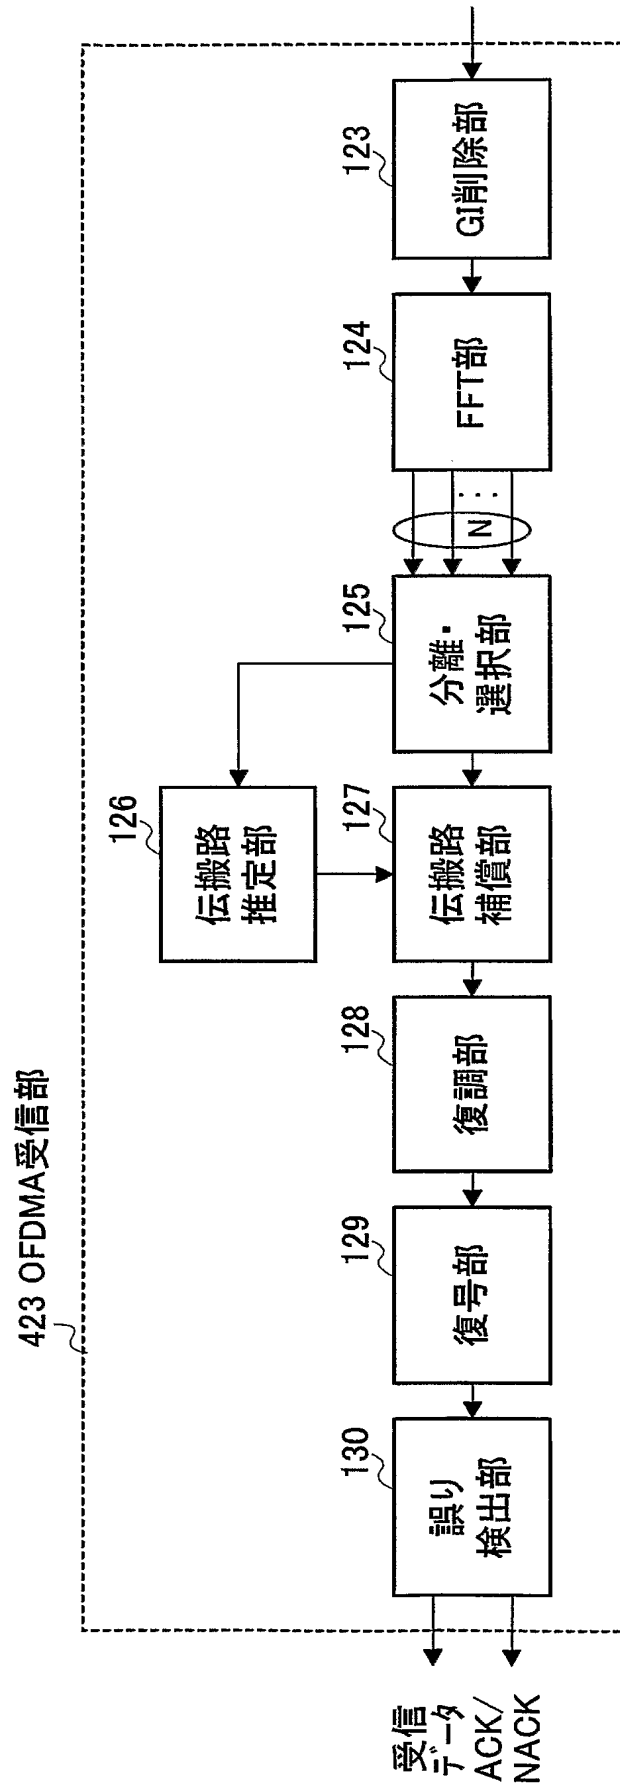 423 OFDMA受信部
123
GI削除部
124
FFT部
N
...
125
分離・
選択部
126
伝搬路
推定部
127
伝搬路
補償部
128
復調部
129
復号部
130
誤り
検出部
受信
データ
ACK/
NACK